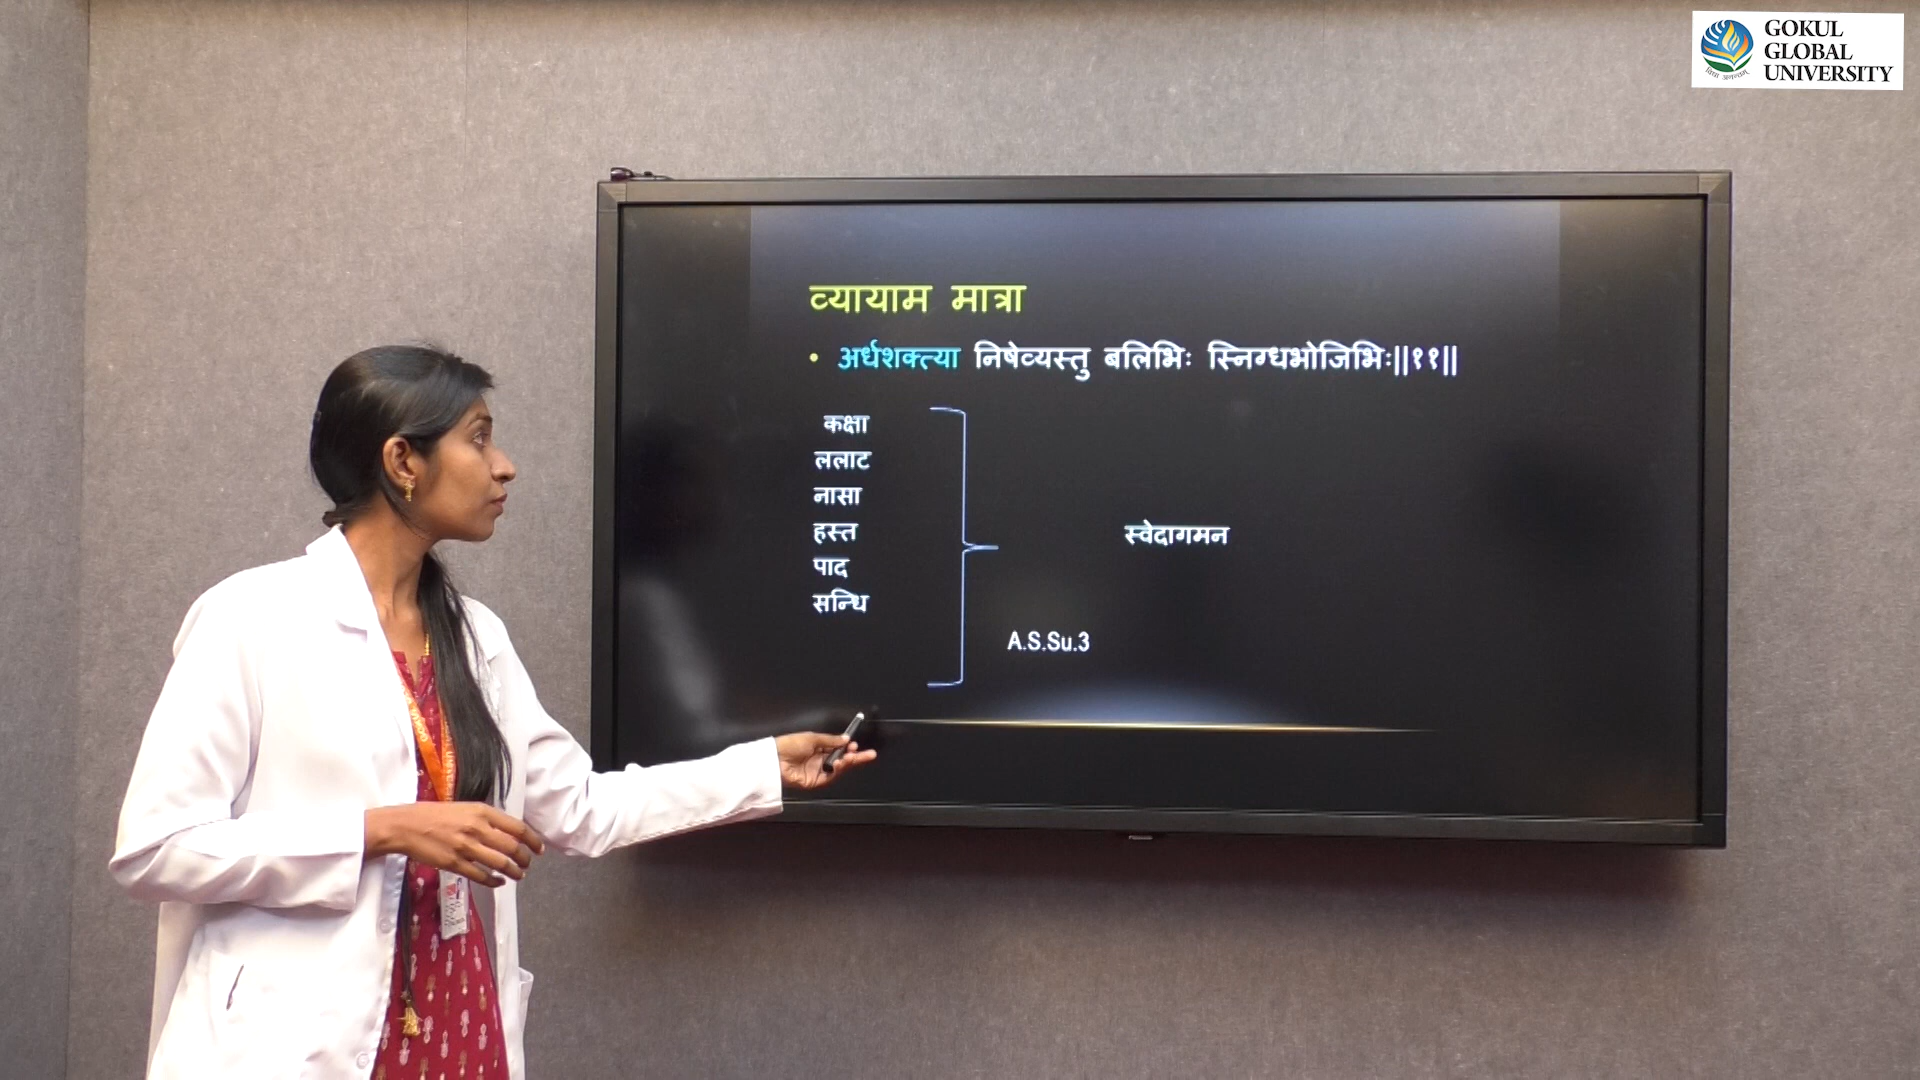 GOKUL
GLOBAL
UNIVERSITY
व्यायाम मात्रा
• अर्धशक्त्या निषेव्यस्तु बलिभिः स्निग्धभोजिभिः||११||
कक्षा
ललाट
नासा
हस्त
पाद
सन्धि
स्वेदागमन
A.S.Su.3